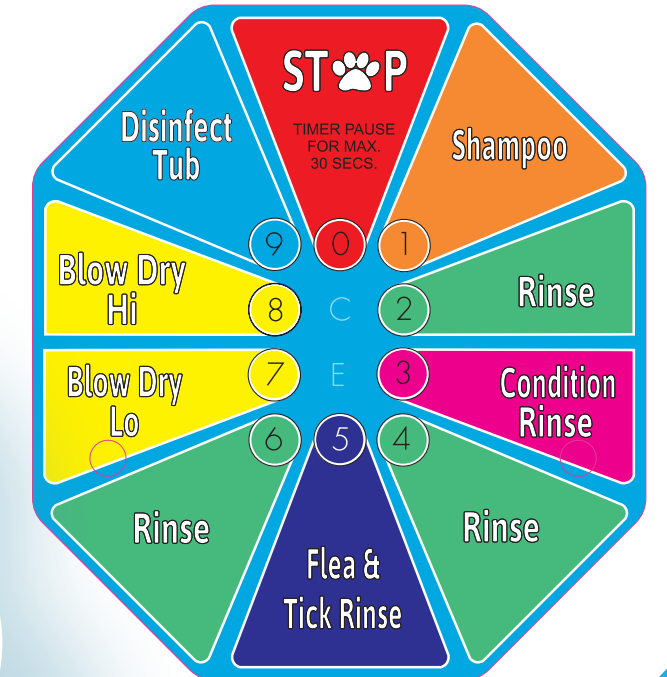 STOP
TIMER PAUSE
FOR MAX.
30 SECS.
0
Shampoo
1
Rinse
2
Condition
Rinse
3
Rinse
4
Flea &
Tick Rinse
5
Rinse
6
Blow Dry
Lo
7
Blow Dry
Hi
8
Disinfect
Tub
9
C
E